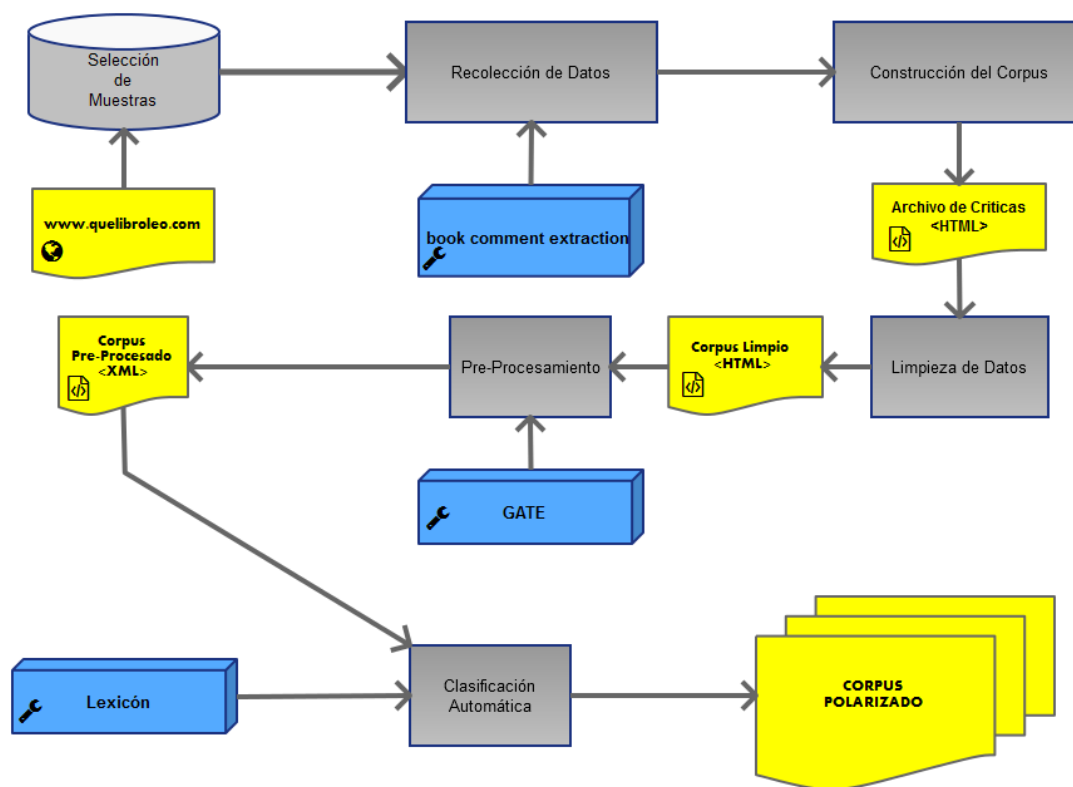 Selección
de
Muestras
Recolección de Datos
Construcción del Corpus
www.quelibroleo.com
book comment extraction
Archivo de Criticas
<HTML>
Corpus
Pre-Procesado
<XML>
Pre-Procesamiento
Corpus Limpio
<HTML>
Limpieza de Datos
GATE
Lexicón
Clasificación
Automática
CORPUS
POLARIZADO